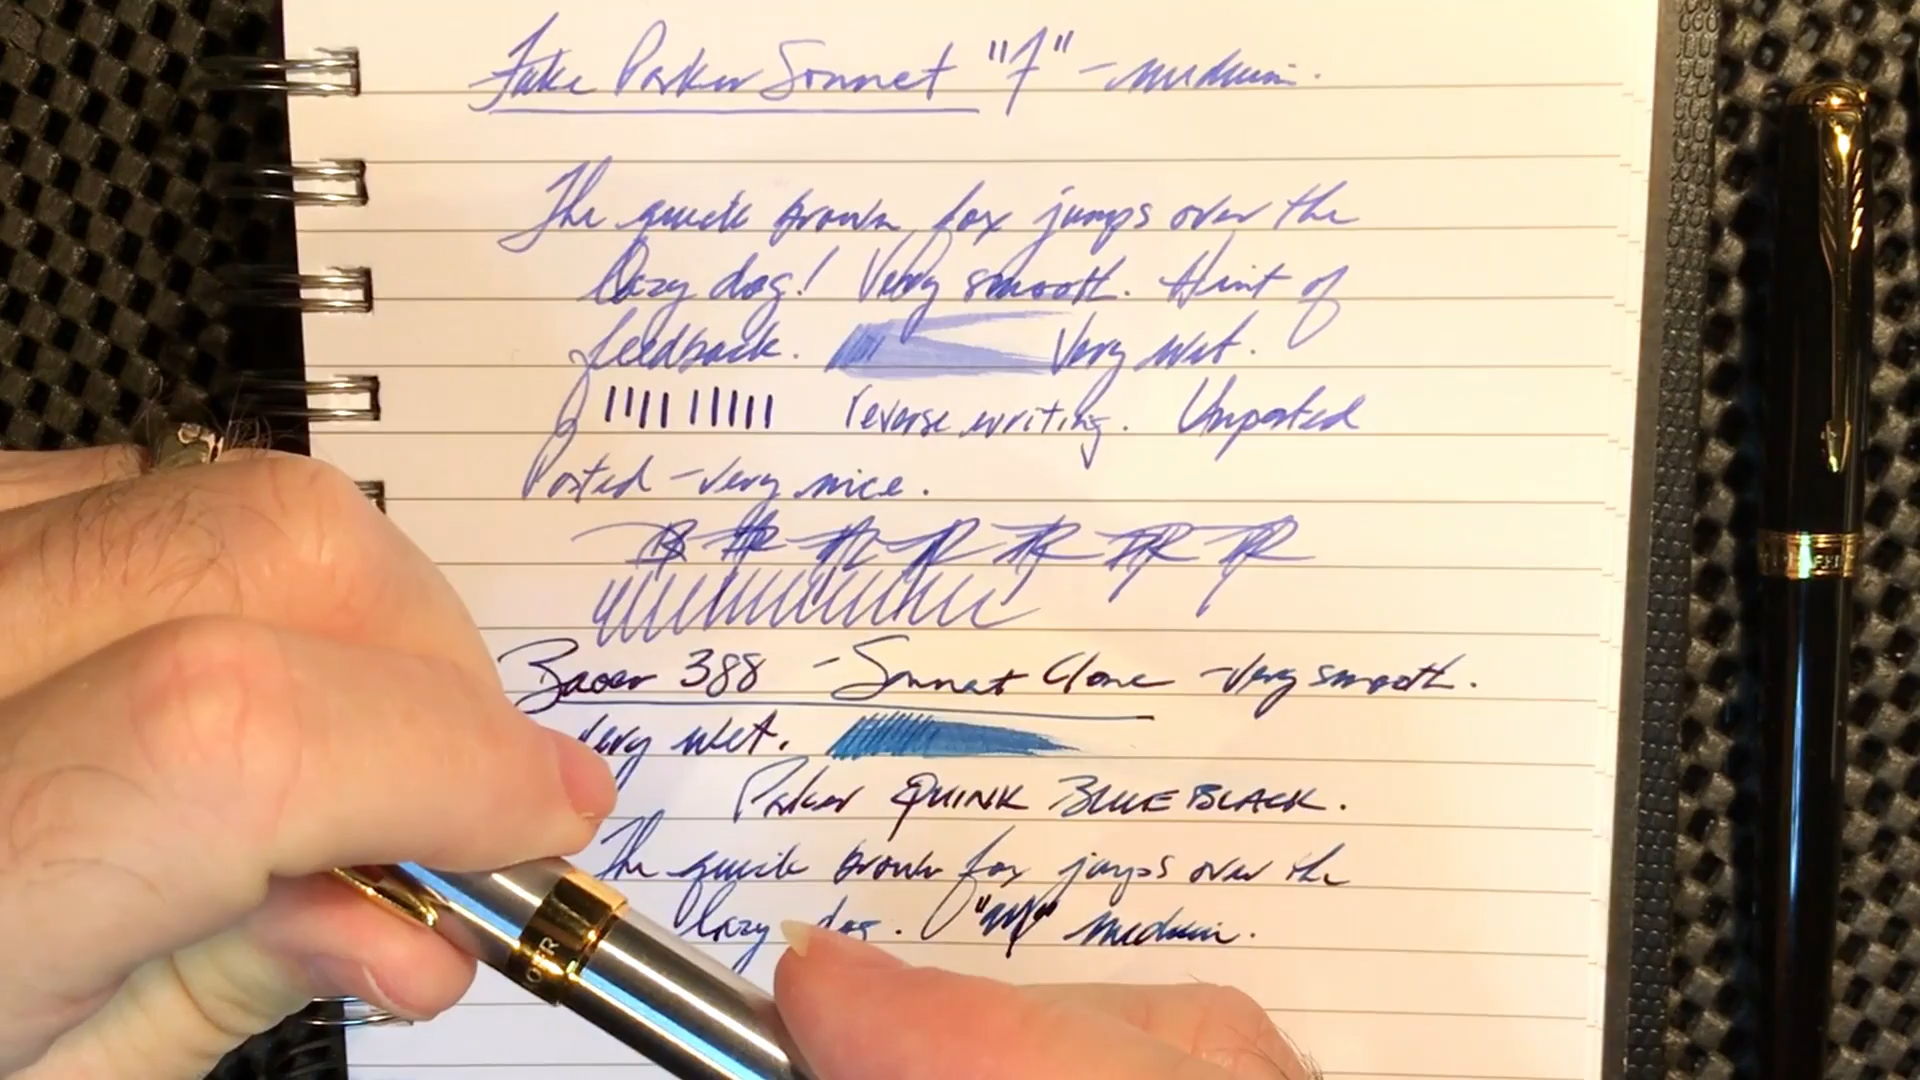 Fake Parker Sonnet "F" - medium.
The quick brown fox jumps over the
lazy dog! Very smooth. Hint of
feedback. Very wet.
reverse writing. Unposted
Posted - very nice.
Baoer 388 - Sonnet Clone - very smooth.
very wet.
Parker QUINK BLUE BLACK.
The quick brown fox jumps over the
lazy dog. "M" medium.